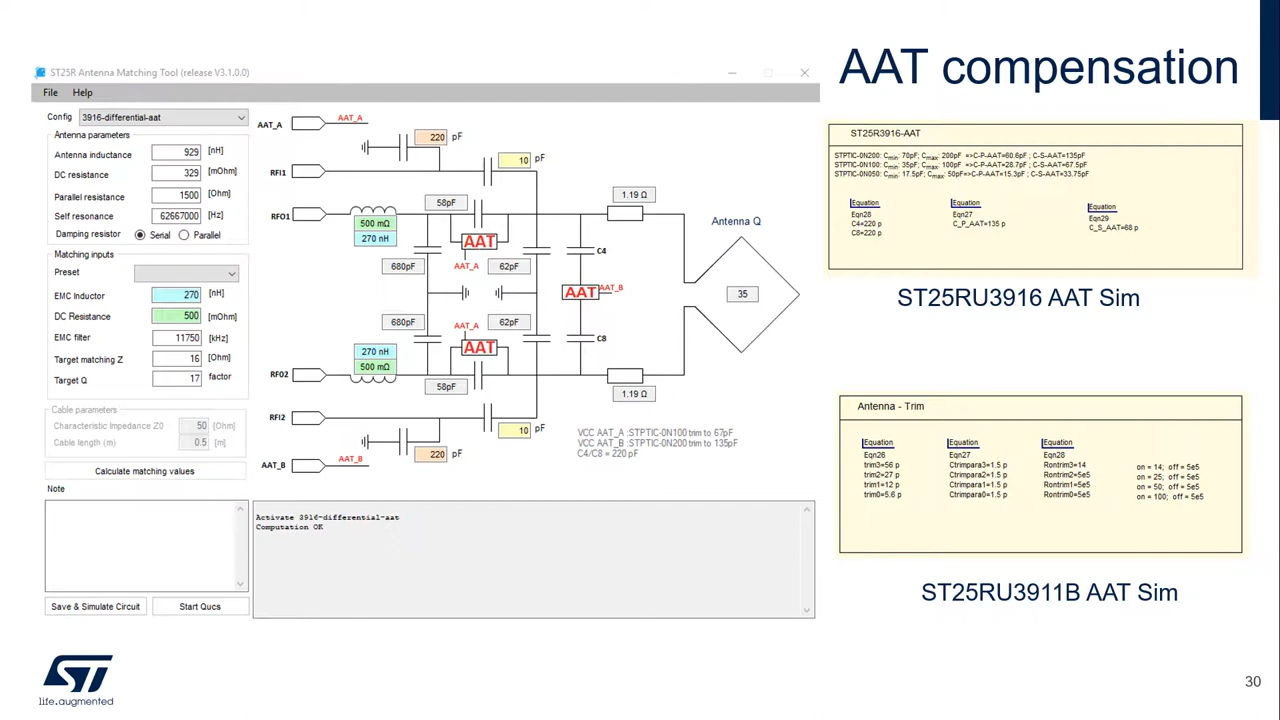 AAT compensation
ST25R Antenna Matching Tool (release V3.1.0.0)
File Help
Config 3916-differential-aat
Antenna parameters
Antenna inductance 929 [nH]
DC resistance 329 [mOhm]
Parallel resistance 1500 [Ohm]
Self resonance 62667000 [Hz]
Damping resistor Serial Parallel
Matching inputs
Preset
EMC Inductor 270 [nH]
DC Resistance 500 [mOhm]
EMC filter 11750 [kHz]
Target matching Z 16 [Ohm]
Target Q 17 factor
Cable parameters
Characteristic Impedance Z0 50 [Ohm]
Cable length (m) 0.5 [m]
Calculate matching values
Note
Save & Simulate Circuit Start Qucs
AAT_A AAT_A
220 pF
10 pF
RFI1
RFO1
500 mΩ
270 nH
58pF
AAT
AAT_A
680pF
62pF
1.19 Ω
C4
AAT AAT_B
Antenna Q
35
680pF
62pF
C8
AAT_A
AAT
270 nH
500 mΩ
RFO2
58pF
1.19 Ω
RFI2
10 pF
220 pF
AAT_B AAT_B
VCC AAT_A :STPTIC-0N100 trim to 67pF
VCC AAT_B :STPTIC-0N200 trim to 135pF
C4/C8 = 220 pF
Activate 3916-differential-aat
Computation OK
ST25R3916-AAT
STPTIC-0N200: Cmin: 70pF; Cmax: 200pF =>C-P-AAT=60.6pF ; C-S-AAT=135pF
STPTIC-0N100: Cmin: 35pF; Cmax: 100pF =>C-P-AAT=28.7pF ; C-S-AAT=67.5pF
STPTIC-0N050: Cmin: 17.5pF; Cmax: 50pF=>C-P-AAT=15.3pF ; C-S-AAT=33.75pF
Equation
Eqn28
C4=220 p
C8=220 p
Equation
Eqn27
C_P_AAT=135 p
Equation
Eqn29
C_S_AAT=68 p
ST25RU3916 AAT Sim
Antenna - Trim
Equation
Eqn26
trim3=56 p
trim2=27 p
trim1=12 p
trim0=5.6 p
Equation
Eqn27
Ctrimpara3=1.5 p
Ctrimpara2=1.5 p
Ctrimpara1=1.5 p
Ctrimpara0=1.5 p
Equation
Eqn28
Rontrim3=14
Rontrim2=5e5
Rontrim1=5e5
Rontrim0=5e5
on = 14; off = 5e5
on = 25; off = 5e5
on = 50; off = 5e5
on = 100; off = 5e5
ST25RU3911B AAT Sim
ST
life.augmented
30